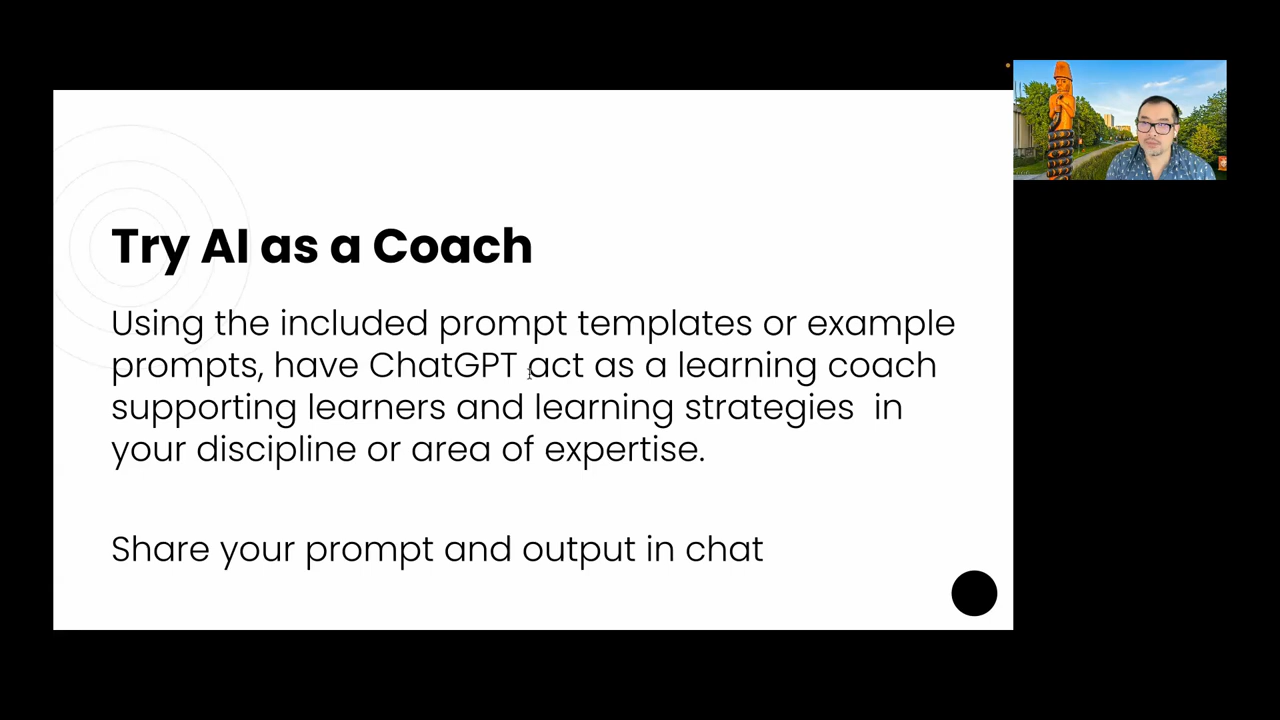 Try AI as a Coach
Using the included prompt templates or example
prompts, have ChatGPT act as a learning coach
supporting learners and learning strategies  in
your discipline or area of expertise.
Share your prompt and output in chat